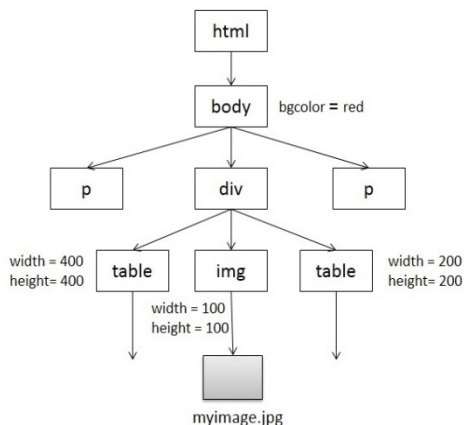 html
body
bgcolor = red
p
div
p
width = 400
height= 400
table
img
table
width = 200
height= 200
width = 100
height = 100
myimage.jpg